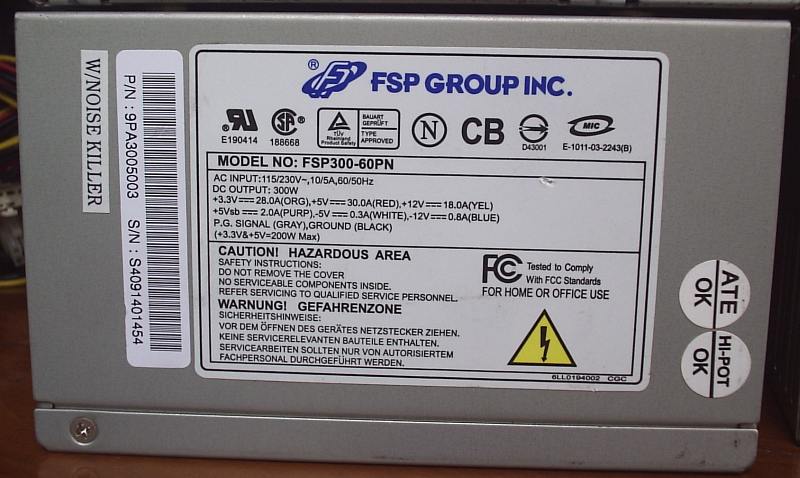 W/NOISE KILLER
P/N : 9PA3005003 S/N : S4091401454
® FSP GROUP INC.
E190414
188668
TÜV
Rheinland
Product Safety
BAUART
GEPRÜFT
TYPE
APPROVED
N
CB
D43001
MIC
E-1011-03-2243(B)
MODEL NO: FSP300-60PN
AC INPUT:115/230V~,10/5A,60/50Hz
DC OUTPUT: 300W
+3.3V⎓28.0A(ORG),+5V⎓30.0A(RED),+12V⎓18.0A(YEL)
+5Vsb⎓2.0A(PURP),-5V⎓0.3A(WHITE),-12V⎓0.8A(BLUE)
P.G. SIGNAL (GRAY),GROUND (BLACK)
(+3.3V&+5V=200W Max)
CAUTION! HAZARDOUS AREA
SAFETY INSTRUCTIONS:
DO NOT REMOVE THE COVER
NO SERVICEABLE COMPONENTS INSIDE.
REFER SERVICING TO QUALIFIED SERVICE PERSONNEL.
WARNUNG! GEFAHRENZONE
SICHERHEITSHINWEISE:
VOR DEM ÖFFNEN DES GERÄTES NETZSTECKER ZIEHEN.
KEINE SERVICERELEVANTEN BAUTEILE ENTHALTEN.
SERVICEARBEITEN SOLLTEN NUR VON AUTORISIERTEM
FACHPERSONAL DURCHGEFÜHRT WERDEN.
FC Tested to Comply
With FCC Standards
FOR HOME OR OFFICE USE
6LL0194002 CGC
ATE
OK
HI-POT
OK